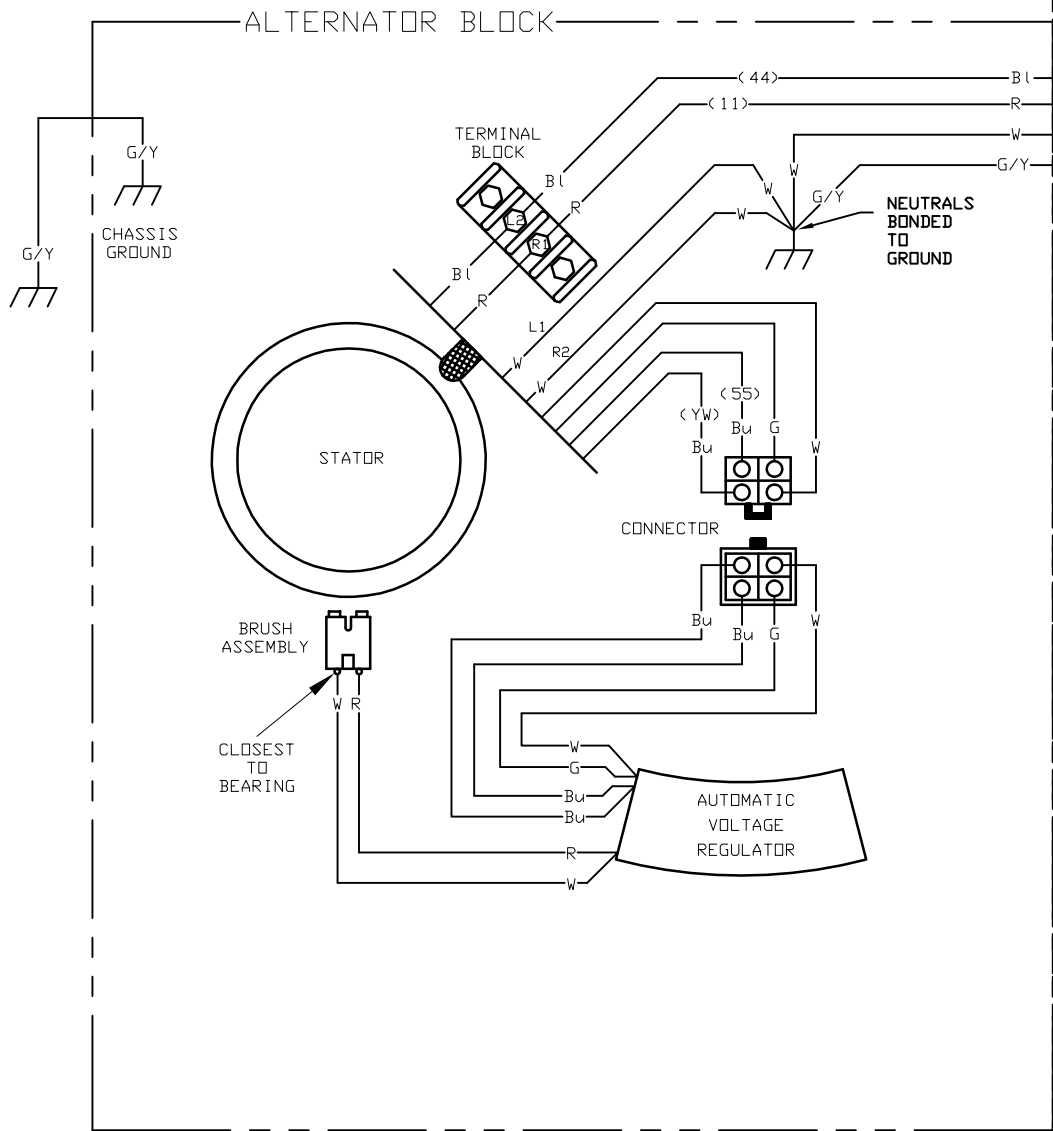 ALTERNATOR BLOCK
(44)
Bl
(11)
R
W
G/Y
W
W
G/Y
W
NEUTRALS
BONDED
TO
GROUND
G/Y
CHASSIS
GROUND
G/Y
TERMINAL
BLOCK
Bl
R
L2
R1
Bl
R
L1
W
R2
W
(55)
(YW)
Bu
G
Bu
W
STATOR
CONNECTOR
Bu
Bu
G
W
BRUSH
ASSEMBLY
W
R
CLOSEST
TO
BEARING
W
G
Bu
Bu
R
W
AUTOMATIC
VOLTAGE
REGULATOR